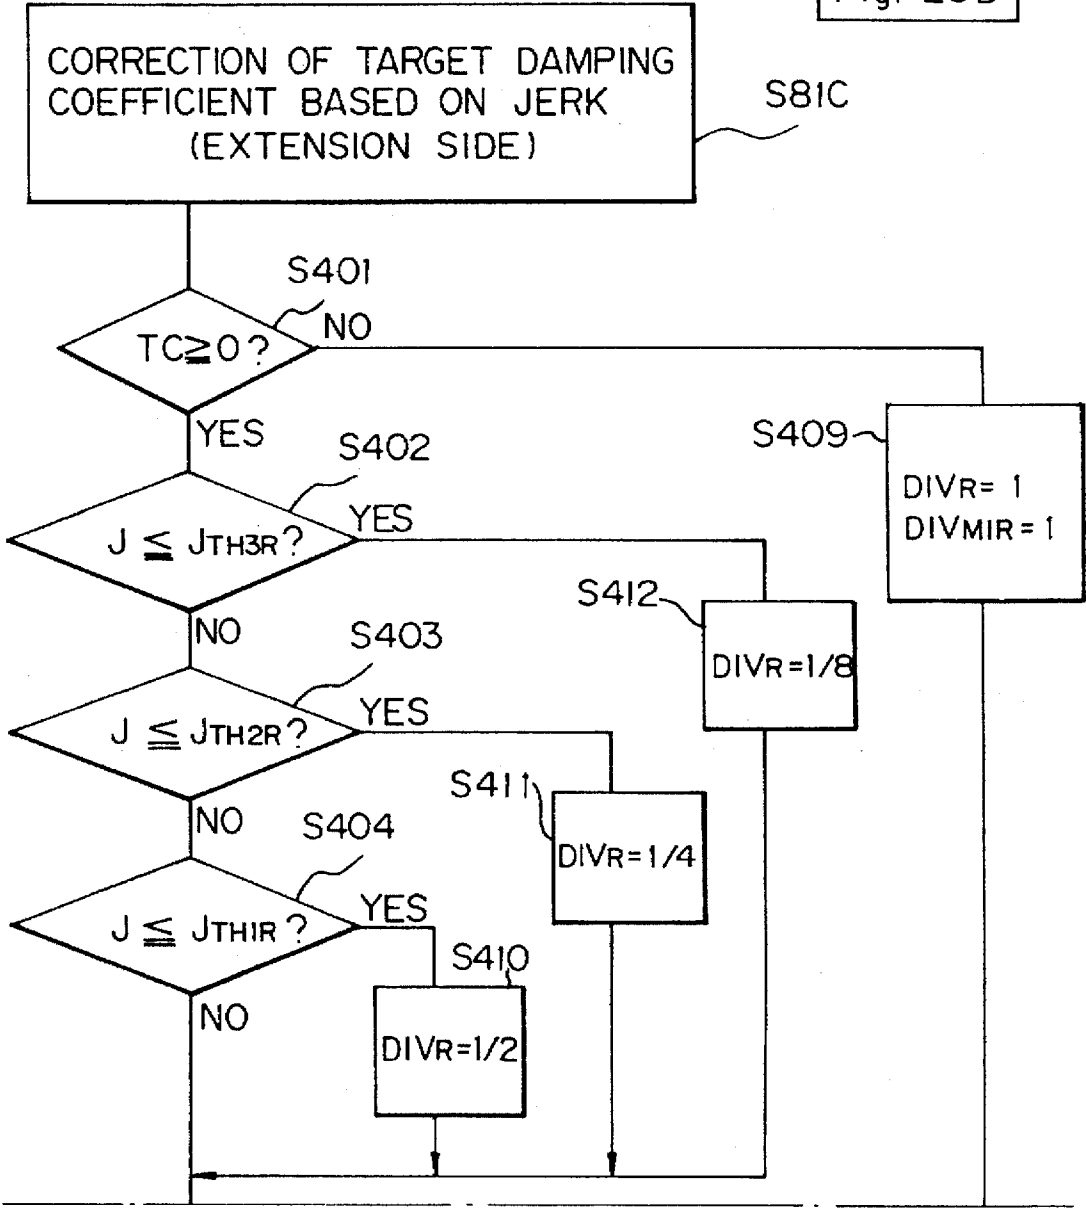 CORRECTION OF TARGET DAMPING
COEFFICIENT BASED ON JERK
(EXTENSION SIDE)
S81C
S401
TC≧0?
NO
YES
S402
J ≦ JTH3R?
YES
NO
S409
DIVR= 1
DIVMIR = 1
S412
DIVR=1/8
S403
J ≦ JTH2R?
YES
NO
S411
DIVR=1/4
S404
J ≦ JTH1R?
YES
NO
S410
DIVR=1/2